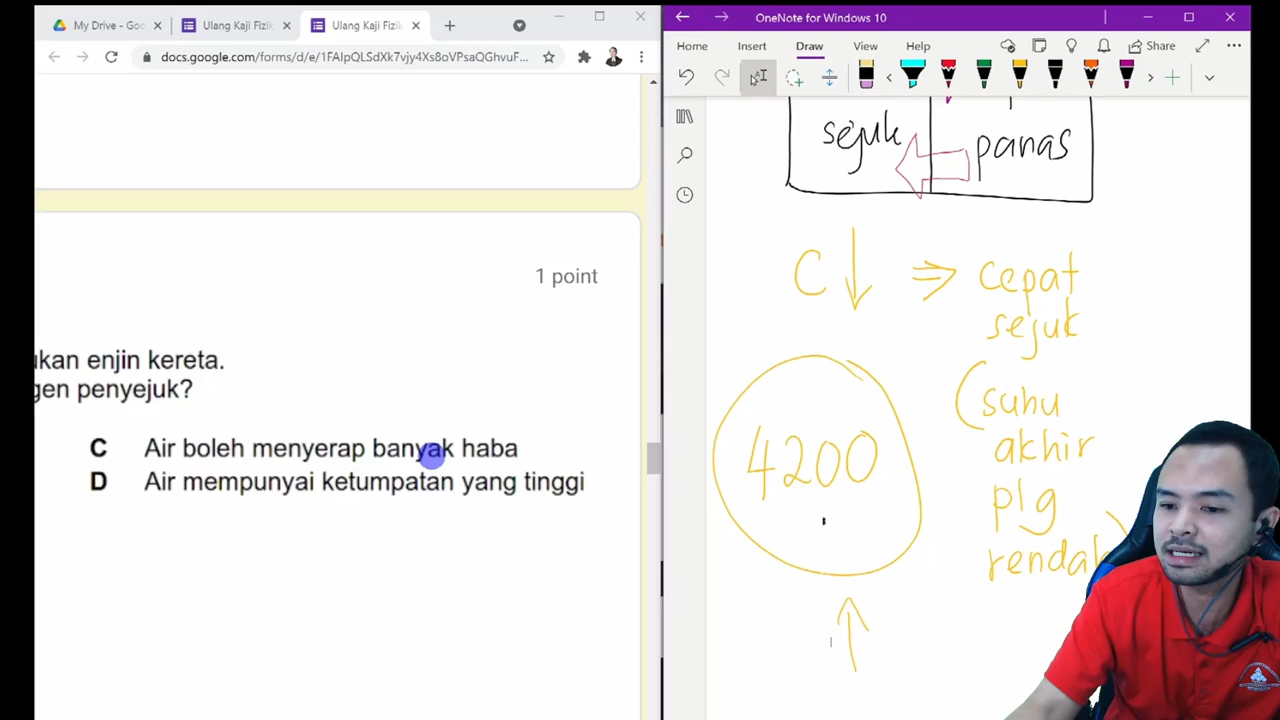 My Drive - Goo
Ulang Kaji Fizik
Ulang Kaji Fizik
docs.google.com/forms/d/e/1FAIpQLSdXk7vjy4Xs8oVPsaQGhvuF...
1 point
ukan enjin kereta.
gen penyejuk?
C Air boleh menyerap banyak haba
D Air mempunyai ketumpatan yang tinggi
OneNote for Windows 10
Home Insert Draw View Help Share
sejuk panas
C ↓ ⇒ cepat
sejuk
(suhu
akhir
plg
rendah)
4200